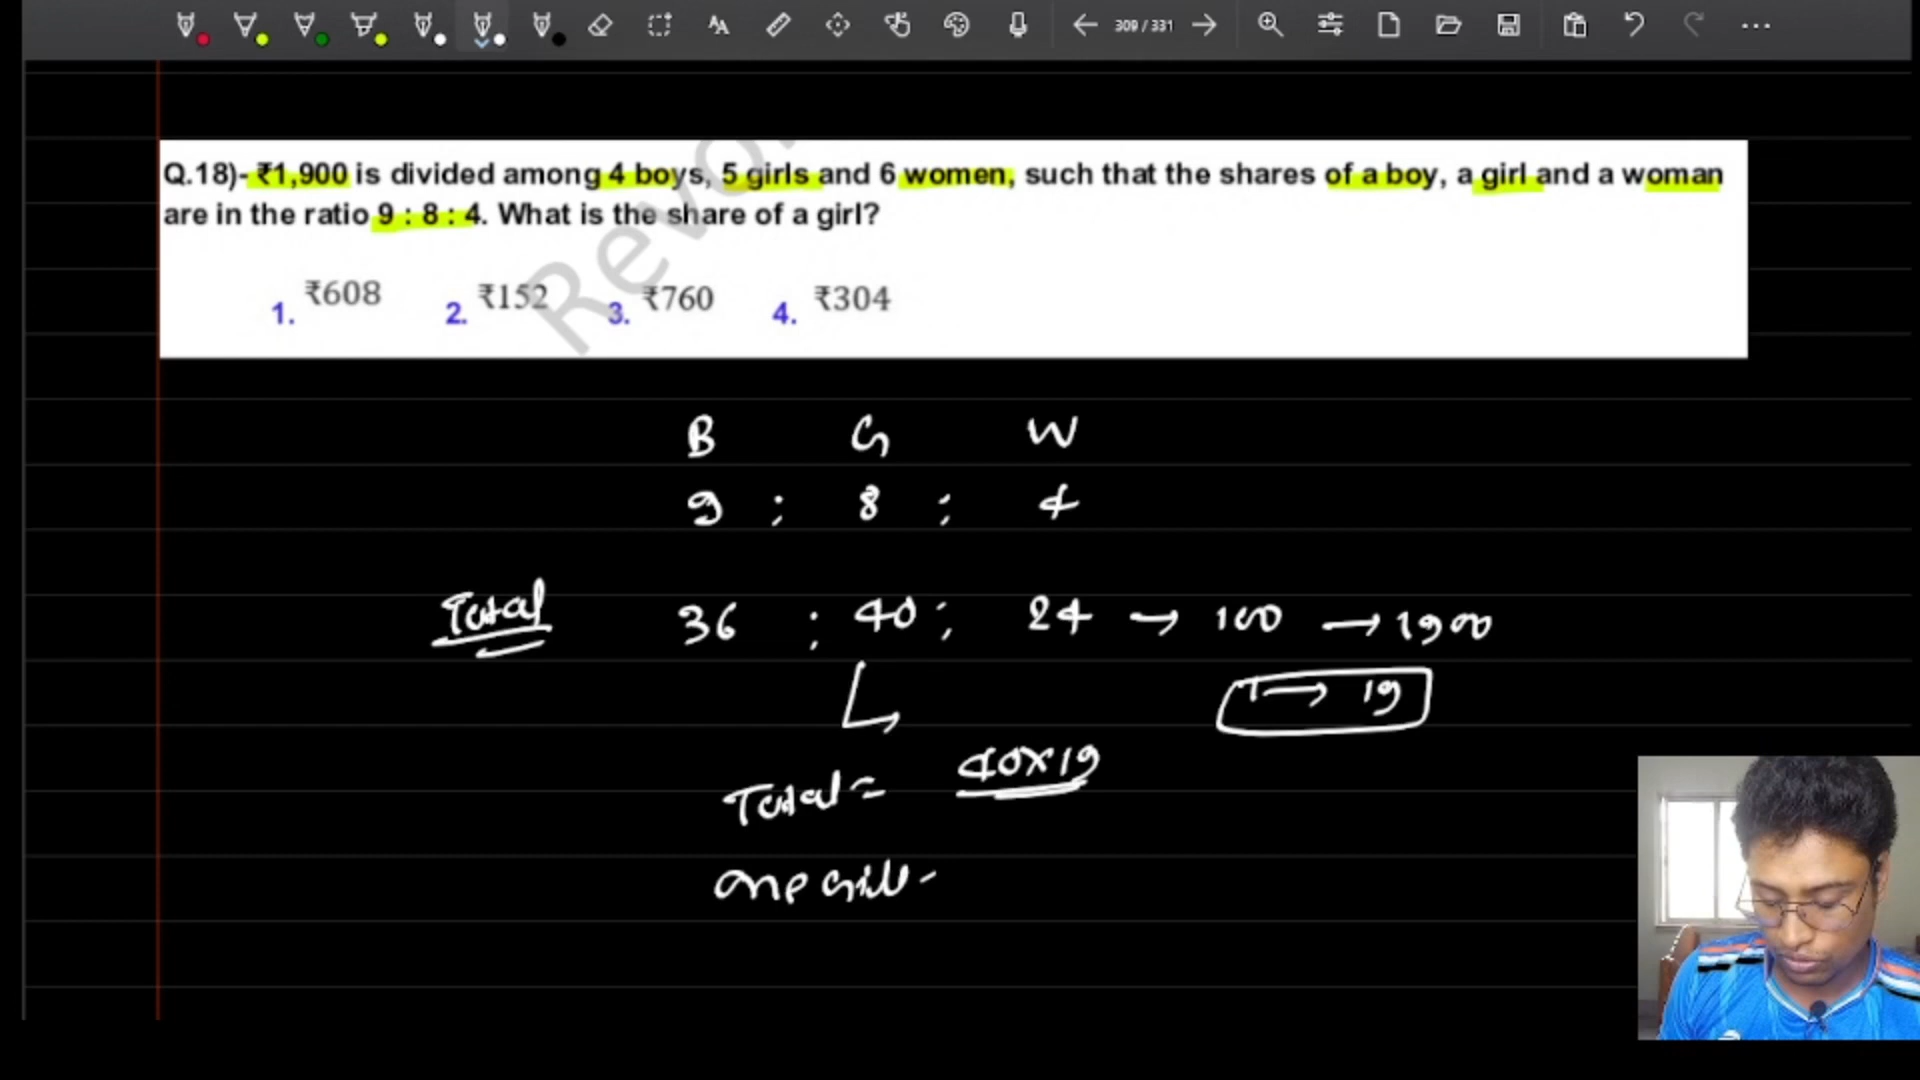 309 / 331
Q.18)- ₹1,900 is divided among 4 boys, 5 girls and 6 women, such that the shares of a boy, a girl and a woman
are in the ratio 9 : 8 : 4. What is the share of a girl?
1. ₹608 2. ₹152 3. ₹760 4. ₹304
Revo
B G W
9 : 8 : 4
Total 36 : 40 : 24 → 100 → 1900
1 → 19
Total = 40×19
one girl -